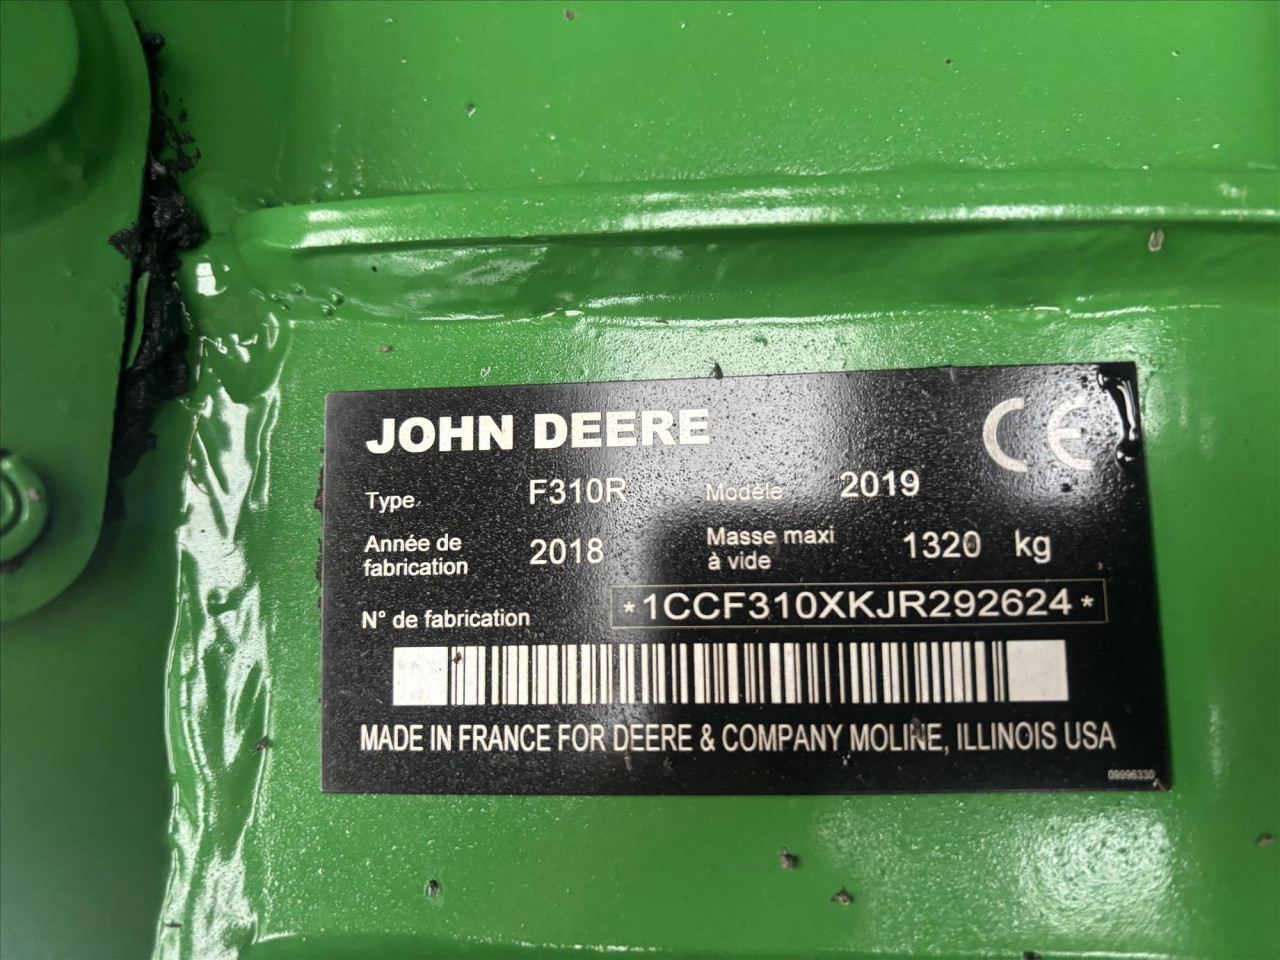 JOHN DEERE
CE
Type F310R Modèle 2019
Année de fabrication 2018 Masse maxi à vide 1320 kg
N° de fabrication *1CCF310XKJR292624*
MADE IN FRANCE FOR DEERE & COMPANY MOLINE, ILLINOIS USA
09996330